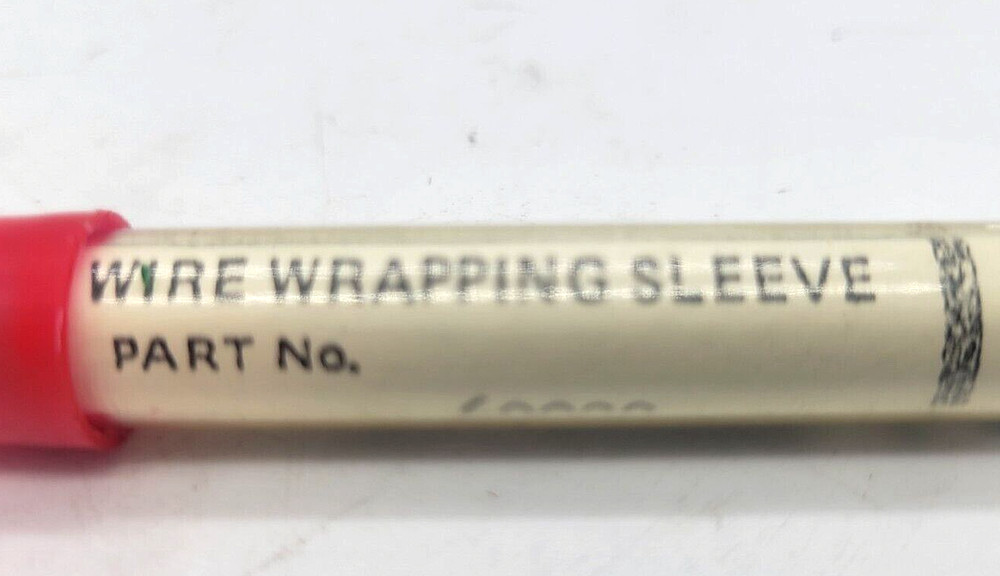 WIRE WRAPPING SLEEVE
PART No.